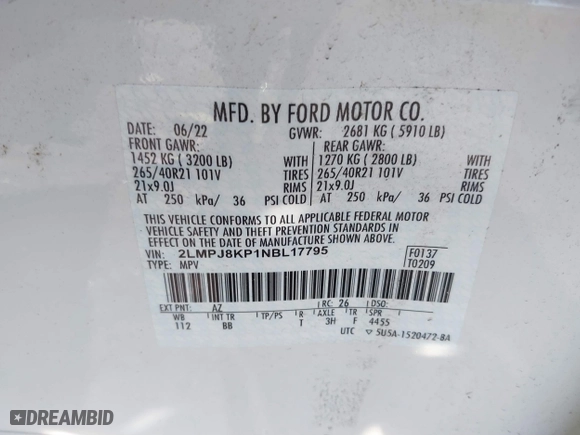 MFD. BY FORD MOTOR CO.
DATE: 06/22 GVWR: 2681 KG ( 5910 LB)
FRONT GAWR: REAR GAWR:
1452 KG ( 3200 LB) WITH 1270 KG ( 2800 LB) WITH
265/40R21 101V TIRES 265/40R21 101V TIRES
21x9.0J RIMS 21x9.0J RIMS
AT 250 kPa/ 36 PSI COLD AT 250 kPa/ 36 PSI COLD
THIS VEHICLE CONFORMS TO ALL APPLICABLE FEDERAL MOTOR
VEHICLE SAFETY AND THEFT PREVENTION STANDARDS IN EFFECT
ON THE DATE OF MANUFACTURE SHOWN ABOVE.
VIN: 2LMPJ8KP1NBL17795 F0137
TYPE: MPV T0209
EXT PNT: AZ RC: 26 DSO:
WB INT TR TP/PS R AXLE TR SPR
112 BB T 3H F 4455
UTC 5U5A-1520472-BA
DREAMBID